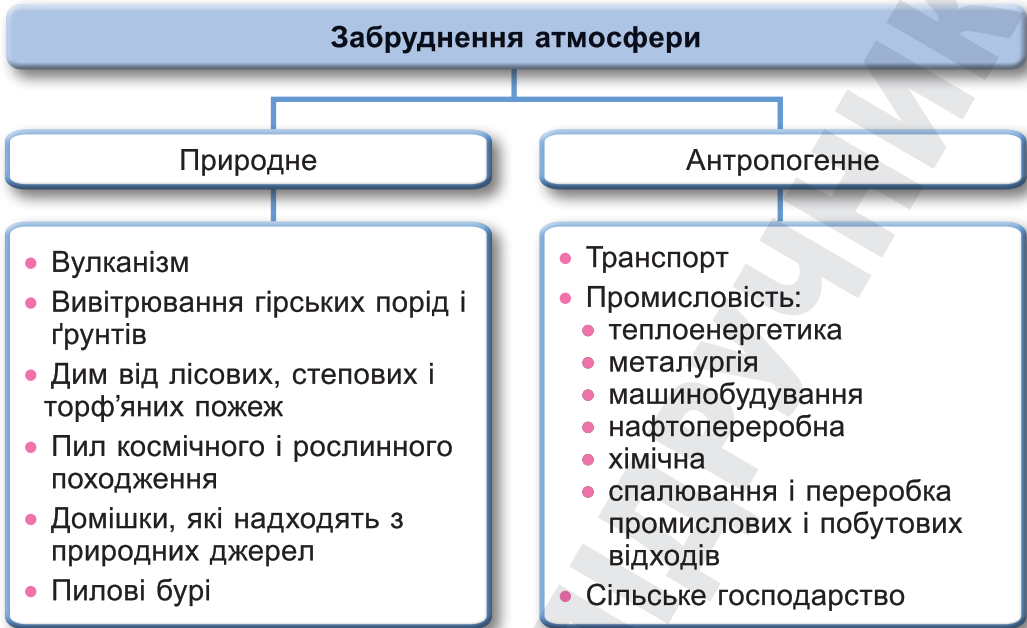 Забруднення атмосфери
Природне
Антропогенне
• Вулканізм
• Вивітрювання гірських порід і
ґрунтів
• Дим від лісових, степових і
торф’яних пожеж
• Пил космічного і рослинного
походження
• Домішки, які надходять з
природних джерел
• Пилові бурі
• Транспорт
• Промисловість:
• теплоенергетика
• металургія
• машинобудування
• нафтопереробна
• хімічна
• спалювання і переробка
промислових і побутових
відходів
• Сільське господарство